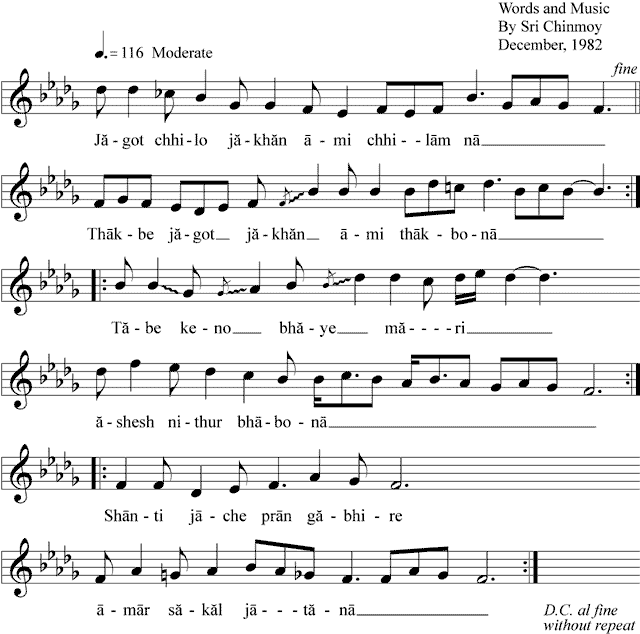 Words and Music
By Sri Chinmoy
December, 1982
♩. = 116 Moderate
fine
Jă - got chhi - lo jā - khăn ā - mi chhi - lām nā
Thāk - be jă - got jā - khăn ā - mi thāk - bo - nā
Tă - be ke - no bhă - ye mă - - - - ri
ă - shesh ni - thur bhā - bo - nā
Shān - ti jā - che prān gă - bhi - re
ā - mār să - kăl jā - - - tă - nā
D.C. al fine
without repeat